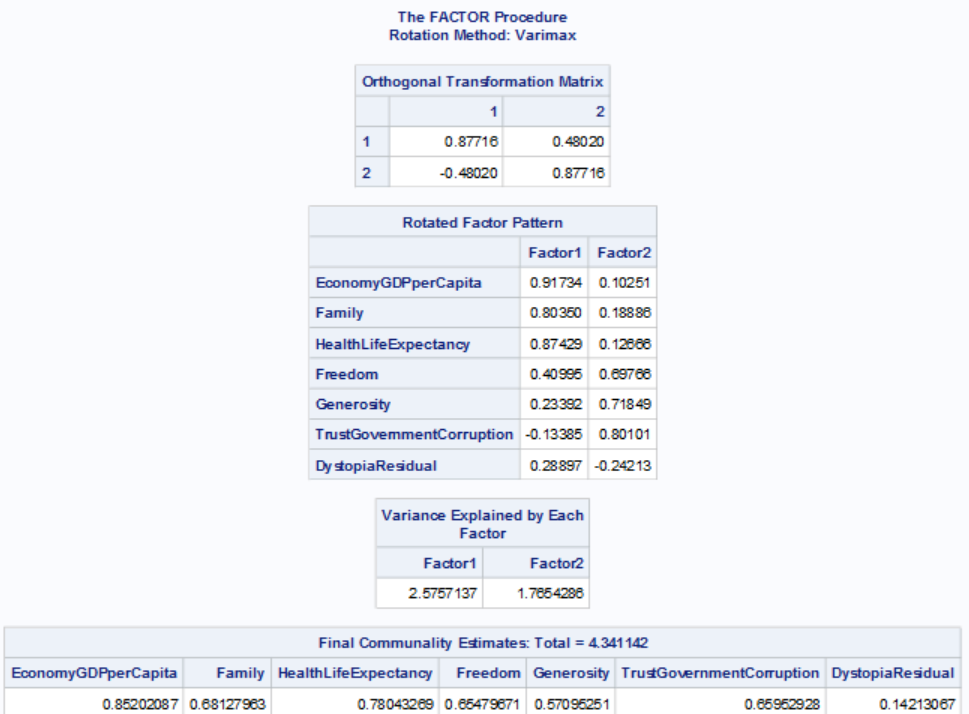 The FACTOR Procedure
Rotation Method: Varimax
Orthogonal Transformation Matrix
1 2
1 0.87716 0.48020
2 -0.48020 0.87716
Rotated Factor Pattern
Factor1 Factor2
EconomyGDPperCapita 0.91734 0.10251
Family 0.80350 0.18886
HealthLifeExpectancy 0.87429 0.12666
Freedom 0.40995 0.69766
Generosity 0.23392 0.71849
TrustGovernmentCorruption -0.13385 0.80101
DystopiaResidual 0.28897 -0.24213
Variance Explained by Each
Factor
Factor1 Factor2
2.5757137 1.7654286
Final Communality Estimates: Total = 4.341142
EconomyGDPperCapita Family HealthLifeExpectancy Freedom Generosity TrustGovernmentCorruption DystopiaResidual
0.85202087 0.68127963 0.78043269 0.65479671 0.57095251 0.65952928 0.14213067